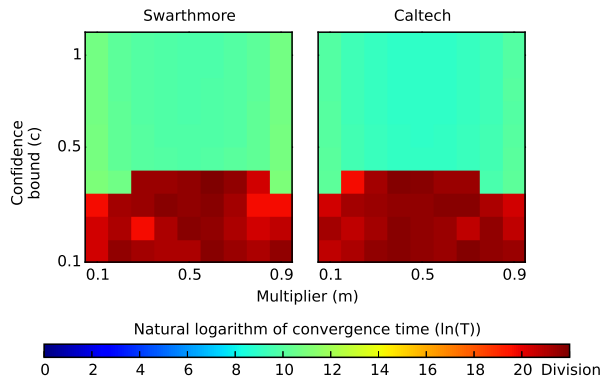 Swarthmore Caltech
1
0.5
0.1
Confidence
bound (c)
0.1 0.5 0.9 0.1 0.5 0.9
Multiplier (m)
Natural logarithm of convergence time (ln(T))
0 2 4 6 8 10 12 14 16 18 20 Division